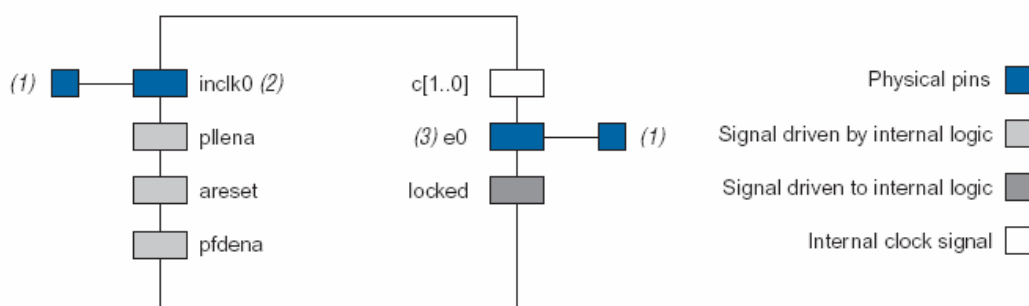 (1)
inclk0 (2)
pllena
areset
pfdena
c[1..0]
(3) e0
(1)
locked
Physical pins
Signal driven by internal logic
Signal driven to internal logic
Internal clock signal